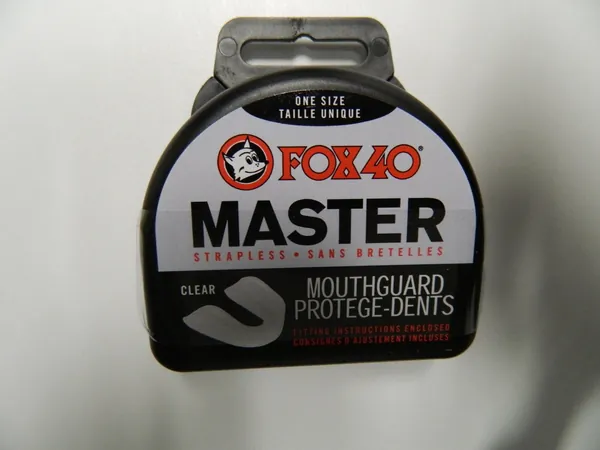 ONE SIZE
TAILLE UNIQUE
FOX40®
MASTER
STRAPLESS • SANS BRETELLES
CLEAR
MOUTHGUARD
PROTEGE-DENTS
FITTING INSTRUCTIONS ENCLOSED
CONSIGNES D AJUSTEMENT INCLUSES